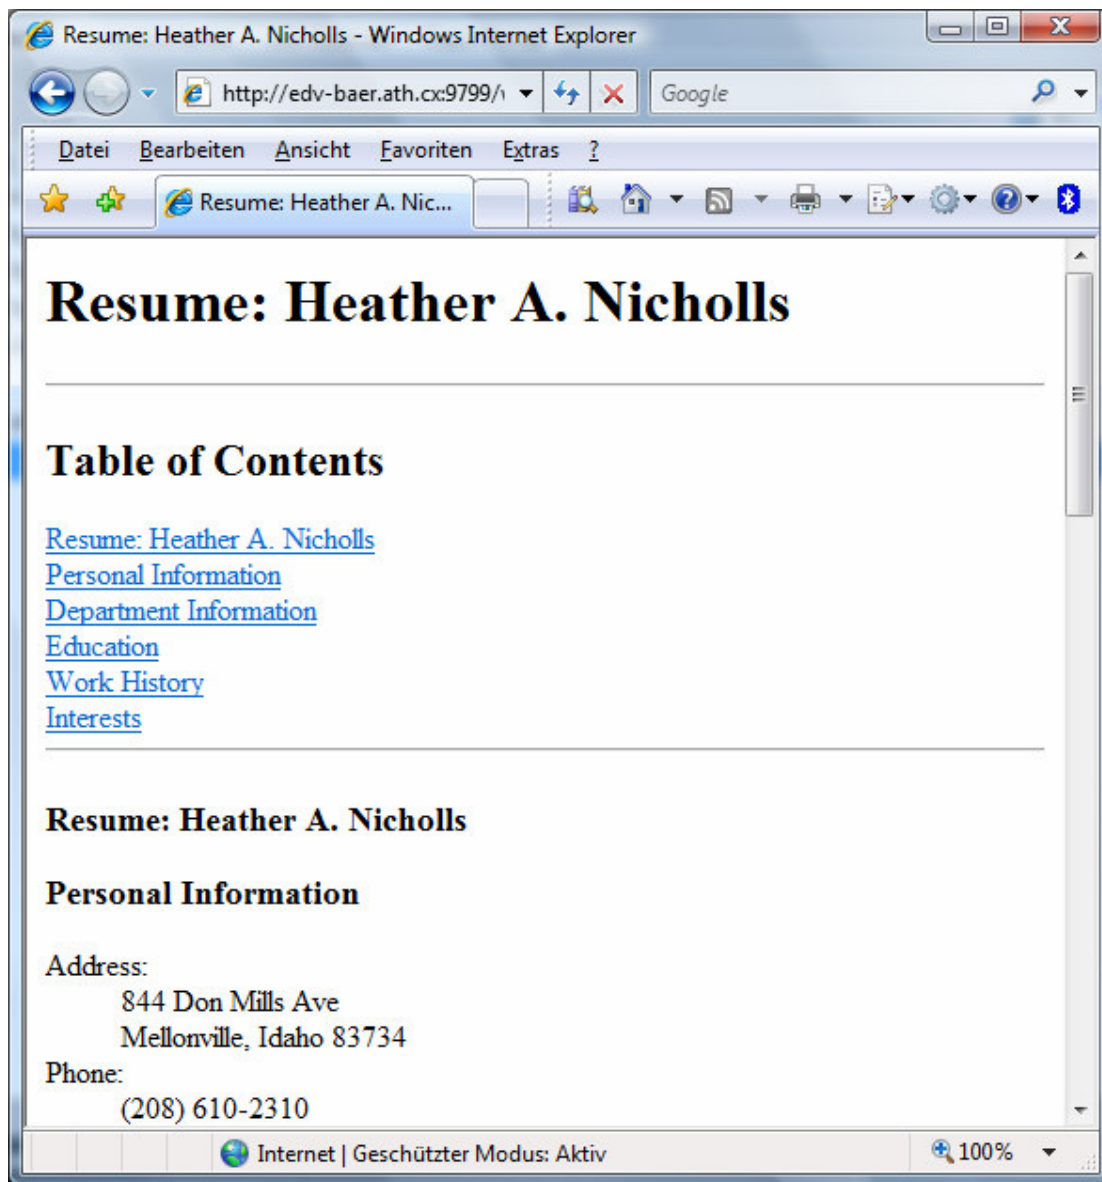 Resume: Heather A. Nicholls - Windows Internet Explorer
http://edv-baer.ath.cx:9799/
Google
Datei Bearbeiten Ansicht Favoriten Extras ?
Resume: Heather A. Nic...
Resume: Heather A. Nicholls
Table of Contents
Resume: Heather A. Nicholls
Personal Information
Department Information
Education
Work History
Interests
Resume: Heather A. Nicholls
Personal Information
Address:
844 Don Mills Ave
Mellonville, Idaho 83734
Phone:
(208) 610-2310
Internet | Geschützter Modus: Aktiv
100%